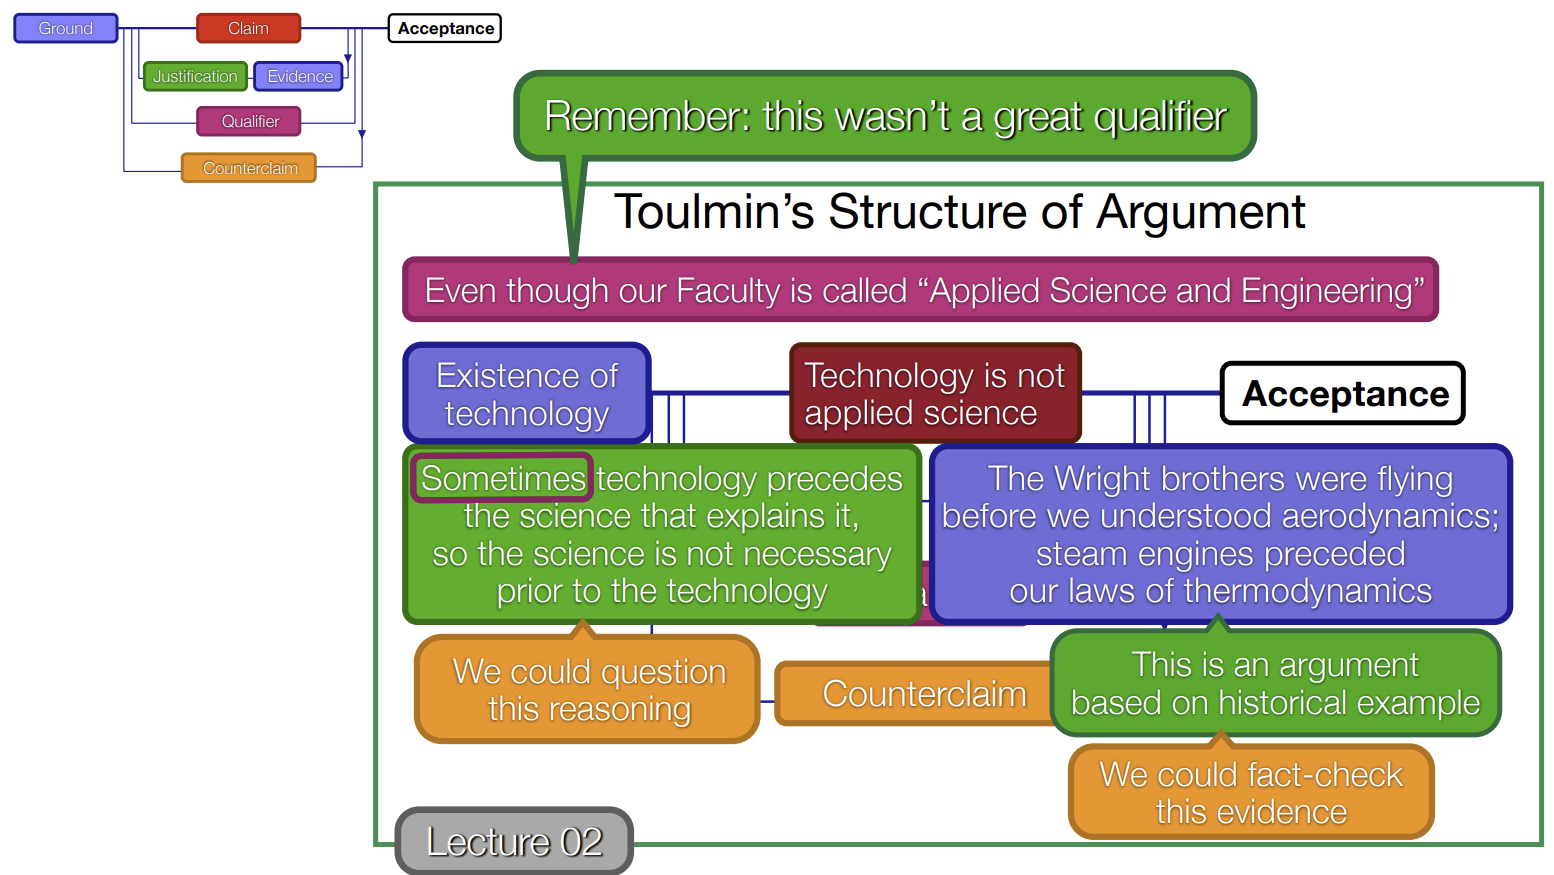 Ground
Claim
Acceptance
Justification
Evidence
Qualifier
Counterclaim
Remember: this wasn’t a great qualifier
Toulmin’s Structure of Argument
Even though our Faculty is called “Applied Science and Engineering”
Existence of
technology
Technology is not
applied science
Acceptance
Sometimes technology precedes
the science that explains it,
so the science is not necessary
prior to the technology
The Wright brothers were flying
before we understood aerodynamics;
steam engines preceded
our laws of thermodynamics
We could question
this reasoning
Counterclaim
This is an argument
based on historical example
We could fact-check
this evidence
Lecture 02